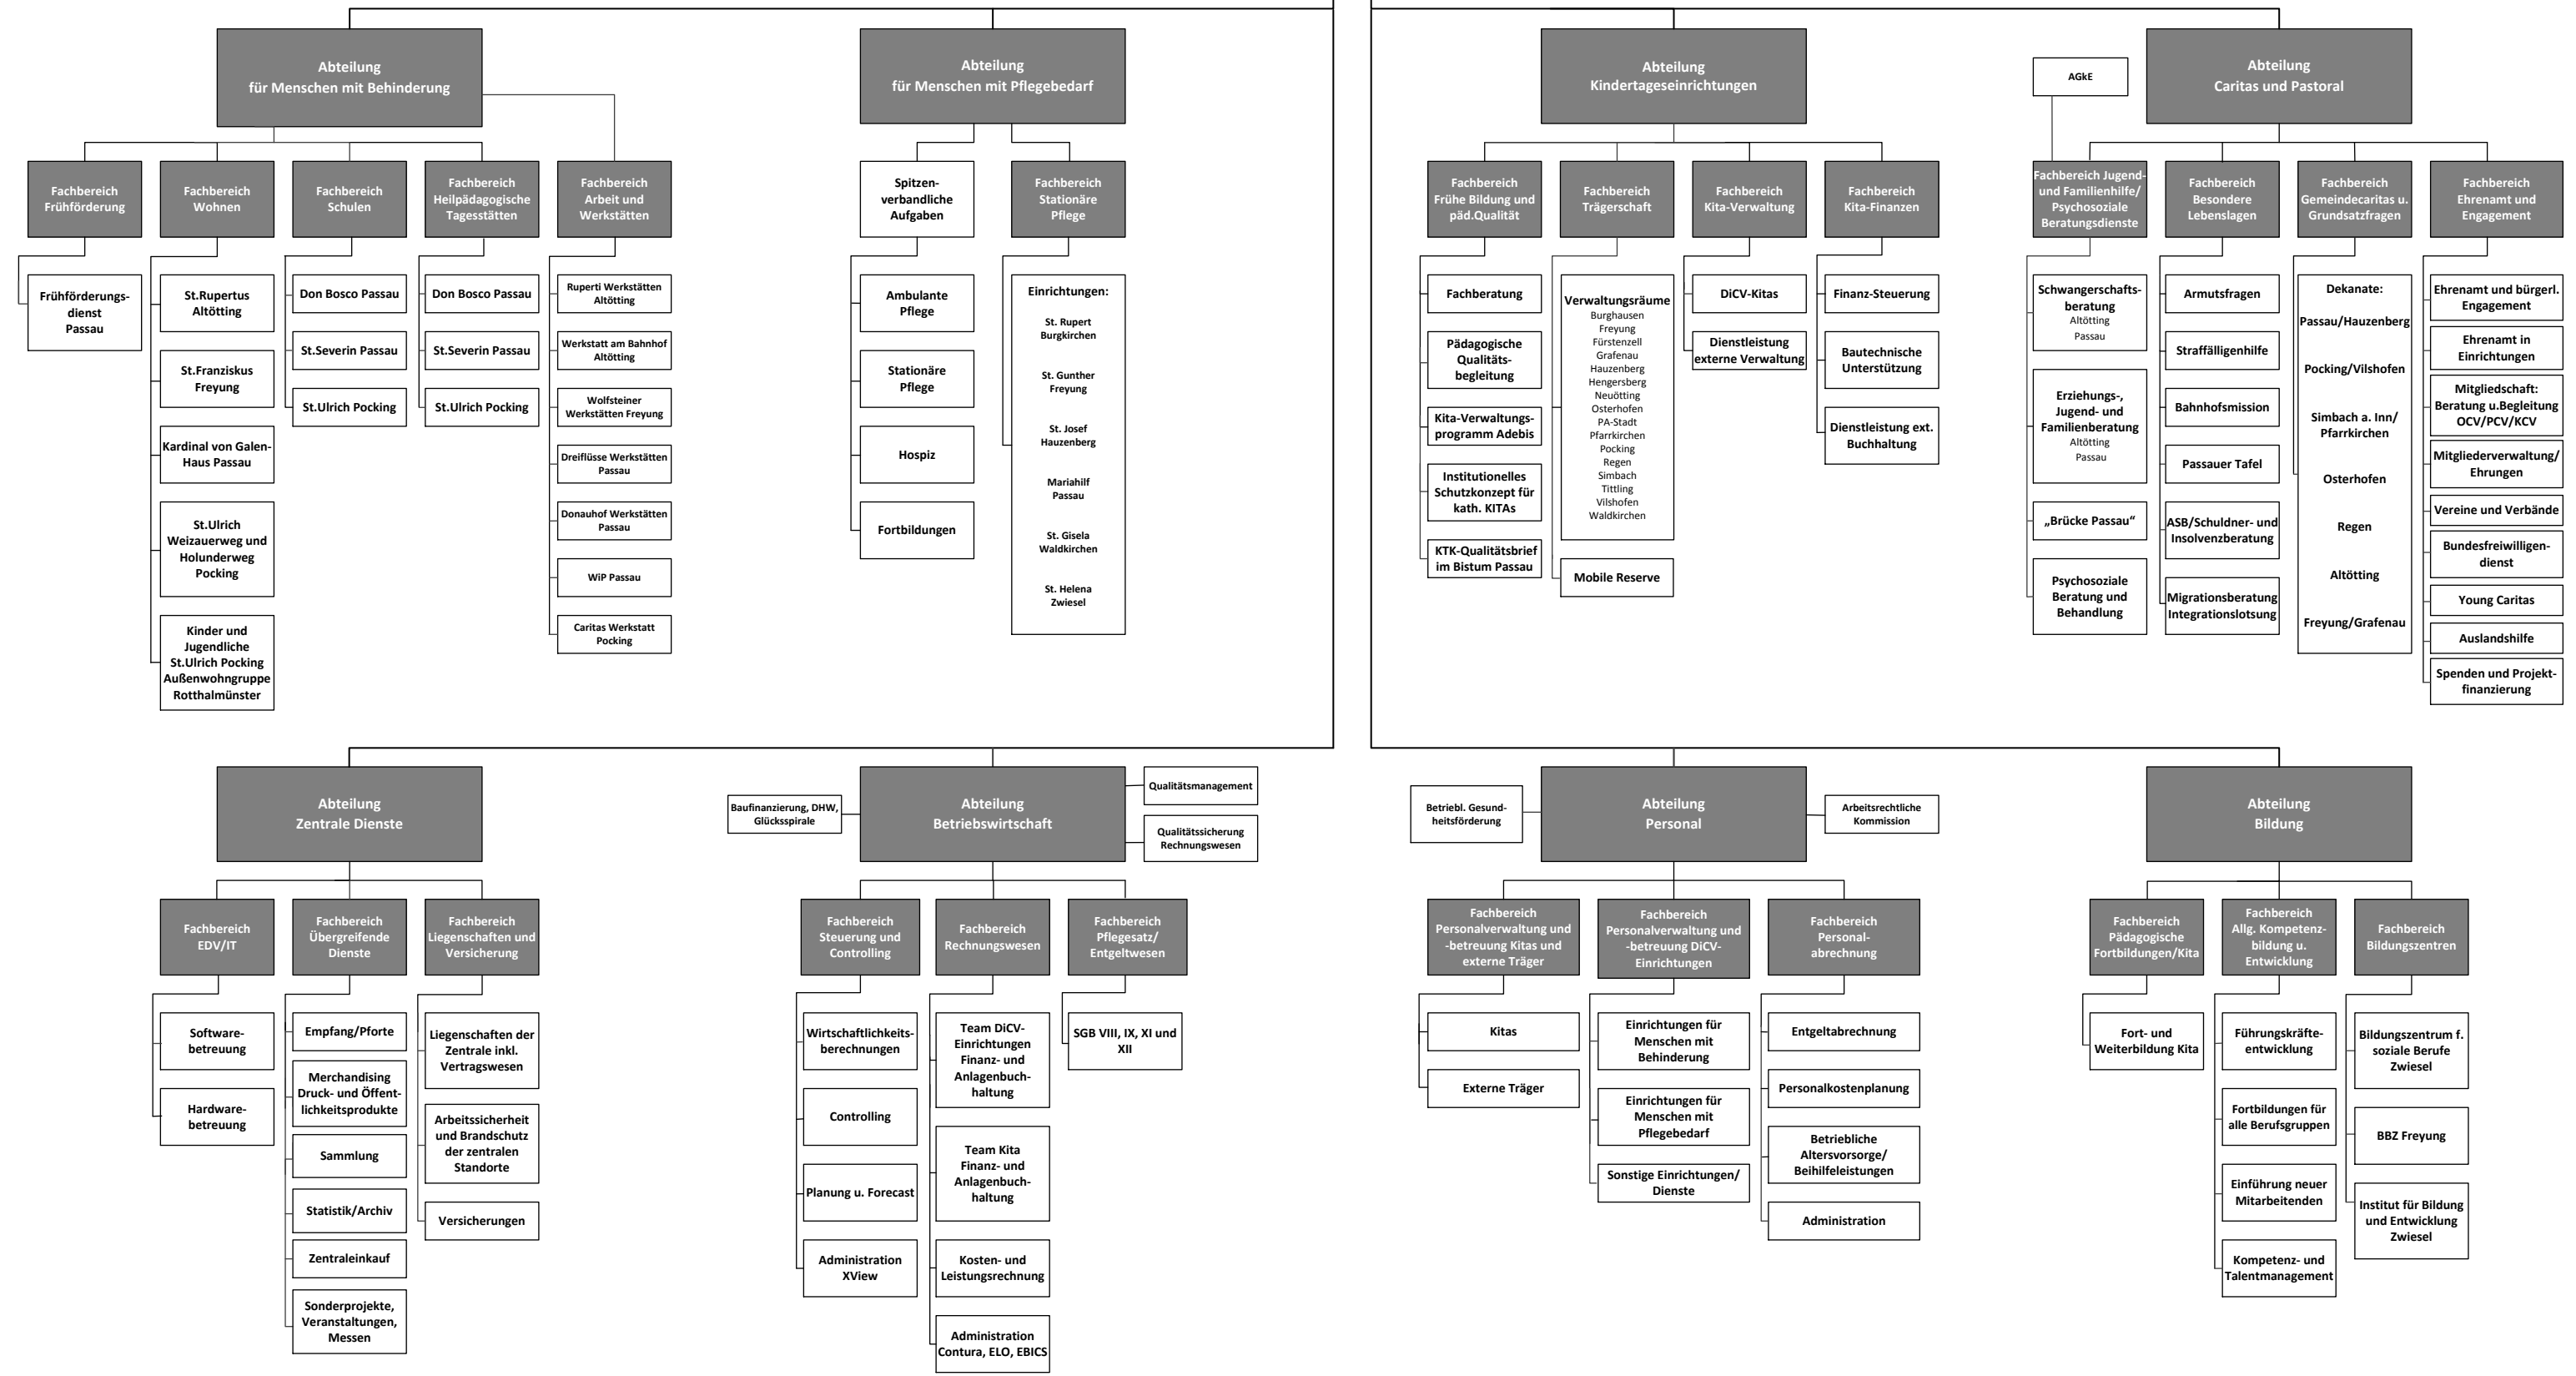 Abteilung
für Menschen mit Behinderung
Fachbereich
Frühförderung
Frühförderungs-
dienst
Passau
Fachbereich
Wohnen
St.Rupertus
Altötting
St.Franziskus
Freyung
Kardinal von Galen-
Haus Passau
St.Ulrich
Weizauerweg und
Holunderweg
Pocking
Kinder und
Jugendliche
St.Ulrich Pocking
Außenwohngruppe
Rotthalmünster
Fachbereich
Schulen
Don Bosco Passau
St.Severin Passau
St.Ulrich Pocking
Fachbereich
Heilpädagogische
Tagesstätten
Don Bosco Passau
St.Severin Passau
St.Ulrich Pocking
Fachbereich
Arbeit und
Werkstätten
Ruperti Werkstätten
Altötting
Werkstatt am Bahnhof
Altötting
Wolfsteiner
Werkstätten Freyung
Dreiflüsse Werkstätten
Passau
Donauhof Werkstätten
Passau
WiP Passau
Caritas Werkstatt
Pocking
Abteilung
für Menschen mit Pflegebedarf
Spitzen-
verbandliche
Aufgaben
Ambulante
Pflege
Stationäre
Pflege
Hospiz
Fortbildungen
Fachbereich
Stationäre
Pflege
Einrichtungen:
St. Rupert
Burgkirchen
St. Gunther
Freyung
St. Josef
Hauzenberg
Mariahilf
Passau
St. Gisela
Waldkirchen
St. Helena
Zwiesel
Abteilung
Kindertageseinrichtungen
Fachbereich
Frühe Bildung und
päd.Qualität
Fachberatung
Pädagogische
Qualitäts-
begleitung
Kita-Verwaltungs-
programm Adebis
Institutionelles
Schutzkonzept für
kath. KITAs
KTK-Qualitätsbrief
im Bistum Passau
Fachbereich
Trägerschaft
Verwaltungsräume
Burghausen
Freyung
Fürstenzell
Grafenau
Hauzenberg
Hengersberg
Neuötting
Osterhofen
PA-Stadt
Pfarrkirchen
Pocking
Regen
Simbach
Tittling
Vilshofen
Waldkirchen
Mobile Reserve
Fachbereich
Kita-Verwaltung
DiCV-Kitas
Dienstleistung
externe Verwaltung
Fachbereich
Kita-Finanzen
Finanz-Steuerung
Bautechnische
Unterstützung
Dienstleistung ext.
Buchhaltung
AGkE
Abteilung
Caritas und Pastoral
Fachbereich Jugend-
und Familienhilfe/
Psychosoziale
Beratungsdienste
Schwangerschafts-
beratung
Altötting
Passau
Erziehungs-,
Jugend- und
Familienberatung
Altötting
Passau
„Brücke Passau“
Psychosoziale
Beratung und
Behandlung
Fachbereich
Besondere
Lebenslagen
Armutsfragen
Straffälligenhilfe
Bahnhofsmission
Passauer Tafel
ASB/Schuldner- und
Insolvenzberatung
Migrationsberatung
Integrationslotsung
Fachbereich
Gemeindecaritas u.
Grundsatzfragen
Dekanate:
Passau/Hauzenberg
Pocking/Vilshofen
Simbach a. Inn/
Pfarrkirchen
Osterhofen
Regen
Altötting
Freyung/Grafenau
Fachbereich
Ehrenamt und
Engagement
Ehrenamt und bürgerl.
Engagement
Ehrenamt in
Einrichtungen
Mitgliedschaft:
Beratung u.Begleitung
OCV/PCV/KCV
Mitgliederverwaltung/
Ehrungen
Vereine und Verbände
Bundesfreiwilligen-
dienst
Young Caritas
Auslandshilfe
Spenden und Projekt-
finanzierung
Abteilung
Zentrale Dienste
Fachbereich
EDV/IT
Software-
betreuung
Hardware-
betreuung
Fachbereich
Übergreifende
Dienste
Empfang/Pforte
Merchandising
Druck- und Öffent-
lichkeitsprodukte
Sammlung
Statistik/Archiv
Zentraleinkauf
Sonderprojekte,
Veranstaltungen,
Messen
Fachbereich
Liegenschaften und
Versicherung
Liegenschaften der
Zentrale inkl.
Vertragswesen
Arbeitssicherheit
und Brandschutz
der zentralen
Standorte
Versicherungen
Baufinanzierung, DHW,
Glücksspirale
Abteilung
Betriebswirtschaft
Qualitätsmanagement
Qualitätssicherung
Rechnungswesen
Fachbereich
Steuerung und
Controlling
Wirtschaftlichkeits-
berechnungen
Controlling
Planung u. Forecast
Administration
XView
Fachbereich
Rechnungswesen
Team DiCV-
Einrichtungen
Finanz- und
Anlagenbuch-
haltung
Team Kita
Finanz- und
Anlagenbuch-
haltung
Kosten- und
Leistungsrechnung
Administration
Contura, ELO, EBICS
Fachbereich
Pflegesatz/
Entgeltwesen
SGB VIII, IX, XI und
XII
Betriebl. Gesund-
heitsförderung
Abteilung
Personal
Arbeitsrechtliche
Kommission
Fachbereich
Personalverwaltung und
-betreuung Kitas und
externe Träger
Kitas
Externe Träger
Fachbereich
Personalverwaltung und
-betreuung DiCV-
Einrichtungen
Einrichtungen für
Menschen mit
Behinderung
Einrichtungen für
Menschen mit
Pflegebedarf
Sonstige Einrichtungen/
Dienste
Fachbereich
Personal-
abrechnung
Entgeltabrechnung
Personalkostenplanung
Betriebliche
Altersvorsorge/
Beihilfeleistungen
Administration
Abteilung
Bildung
Fachbereich
Pädagogische
Fortbildungen/Kita
Fort- und
Weiterbildung Kita
Fachbereich
Allg. Kompetenz-
bildung u.
Entwicklung
Führungskräfte-
entwicklung
Fortbildungen für
alle Berufsgruppen
Einführung neuer
Mitarbeitenden
Kompetenz- und
Talentmanagement
Fachbereich
Bildungszentren
Bildungszentrum f.
soziale Berufe
Zwiesel
BBZ Freyung
Institut für Bildung
und Entwicklung
Zwiesel